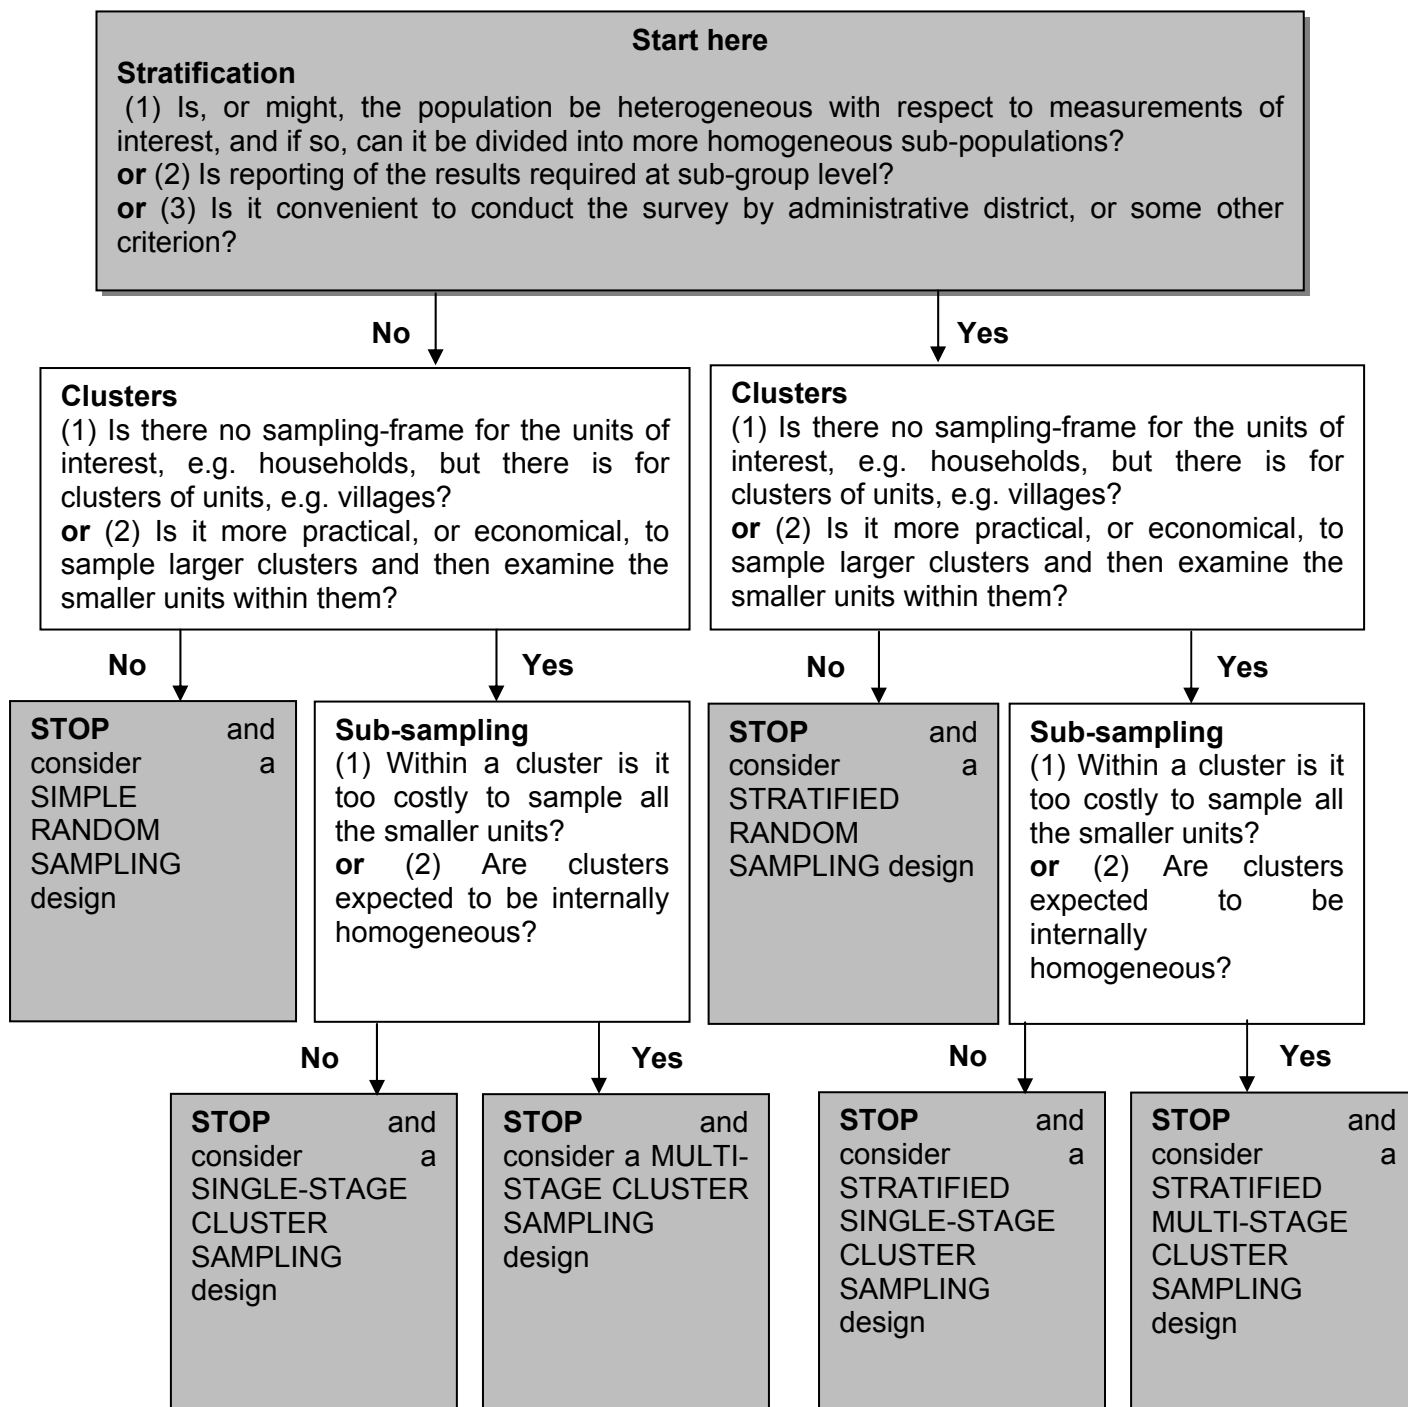 Start here
Stratification
(1) Is, or might, the population be heterogeneous with respect to measurements of
interest, and if so, can it be divided into more homogeneous sub-populations?
or (2) Is reporting of the results required at sub-group level?
or (3) Is it convenient to conduct the survey by administrative district, or some other
criterion?
No
Yes
Clusters
(1) Is there no sampling-frame for the units of
interest, e.g. households, but there is for
clusters of units, e.g. villages?
or (2) Is it more practical, or economical, to
sample larger clusters and then examine the
smaller units within them?
Clusters
(1) Is there no sampling-frame for the units of
interest, e.g. households, but there is for
clusters of units, e.g. villages?
or (2) Is it more practical, or economical, to
sample larger clusters and then examine the
smaller units within them?
No
Yes
No
Yes
STOP and
consider a
SIMPLE
RANDOM
SAMPLING
design
Sub-sampling
(1) Within a cluster is it
too costly to sample all
the smaller units?
or (2) Are clusters
expected to be internally
homogeneous?
STOP and
consider a
STRATIFIED
RANDOM
SAMPLING design
Sub-sampling
(1) Within a cluster is it
too costly to sample all
the smaller units?
or (2) Are clusters
expected to be
internally
homogeneous?
No
Yes
No
Yes
STOP and
consider a
SINGLE-STAGE
CLUSTER
SAMPLING
design
STOP and
consider a MULTI-
STAGE CLUSTER
SAMPLING
design
STOP and
consider a
STRATIFIED
SINGLE-STAGE
CLUSTER
SAMPLING
design
STOP and
consider a
STRATIFIED
MULTI-STAGE
CLUSTER
SAMPLING
design